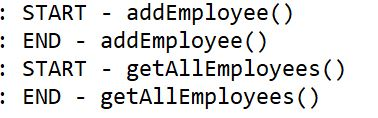 : START - addEmployee()
: END - addEmployee()
: START - getAllEmployees()
: END - getAllEmployees()